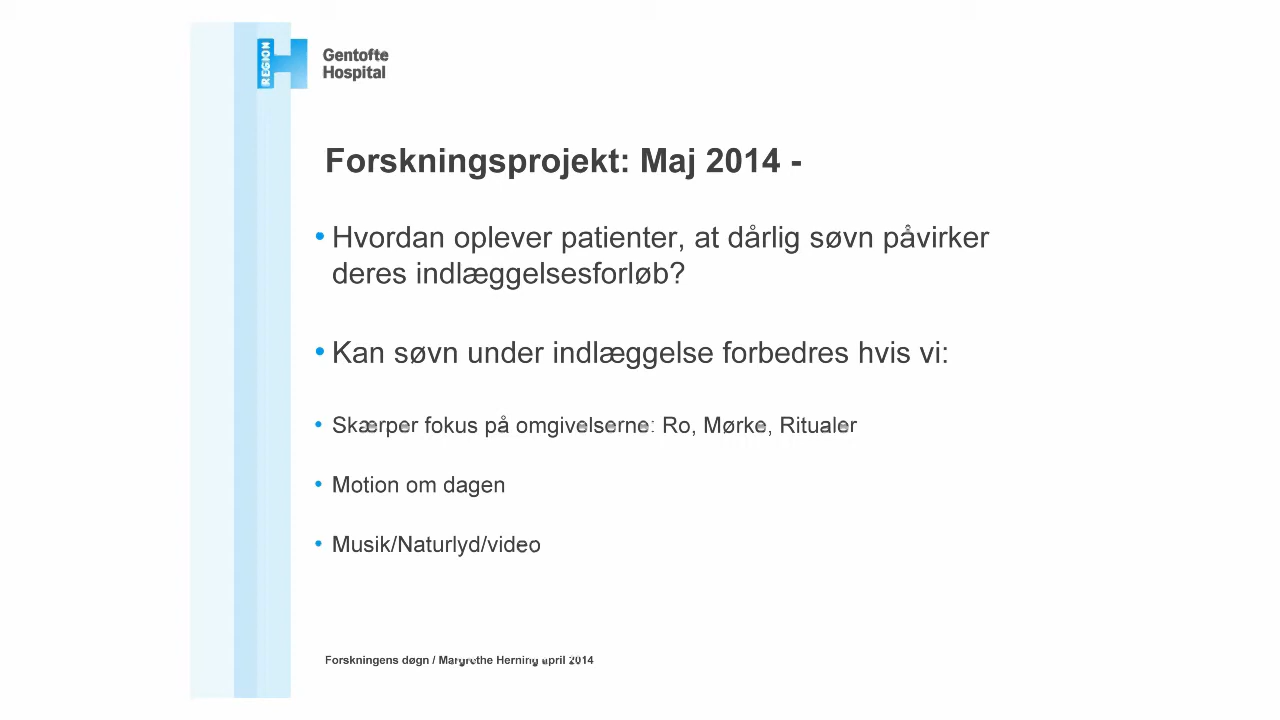 REGION
Gentofte
Hospital
Forskningsprojekt: Maj 2014 -
• Hvordan oplever patienter, at dårlig søvn påvirker
deres indlæggelsesforløb?
• Kan søvn under indlæggelse forbedres hvis vi:
• Skærper fokus på omgivelserne: Ro, Mørke, Ritualer
• Motion om dagen
• Musik/Naturlyd/video
Forskningens døgn / Margrethe Herning april 2014